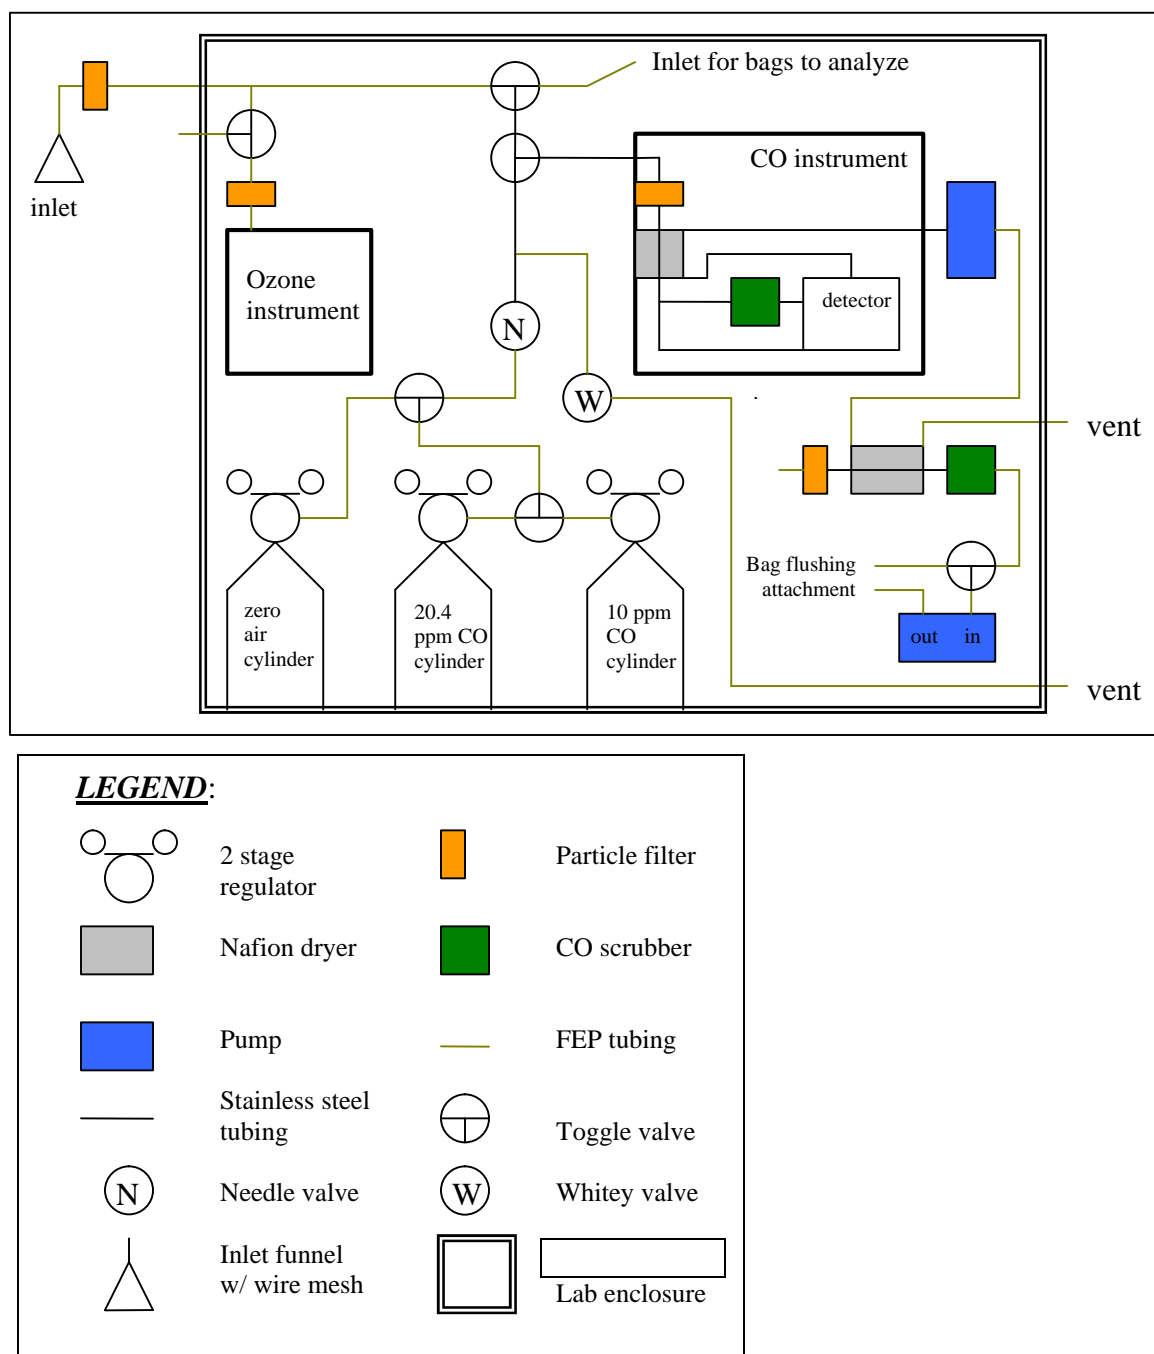 Inlet for bags to analyze
CO instrument
inlet
Ozone
instrument
detector
N
W
vent
zero
air
cylinder
20.4
ppm CO
cylinder
10 ppm
CO
cylinder
Bag flushing
attachment
out in
vent
LEGEND:
2 stage
regulator
Particle filter
Nafion dryer
CO scrubber
Pump
FEP tubing
Stainless steel
tubing
Toggle valve
N
Needle valve
W
Whitey valve
Inlet funnel
w/ wire mesh
Lab enclosure